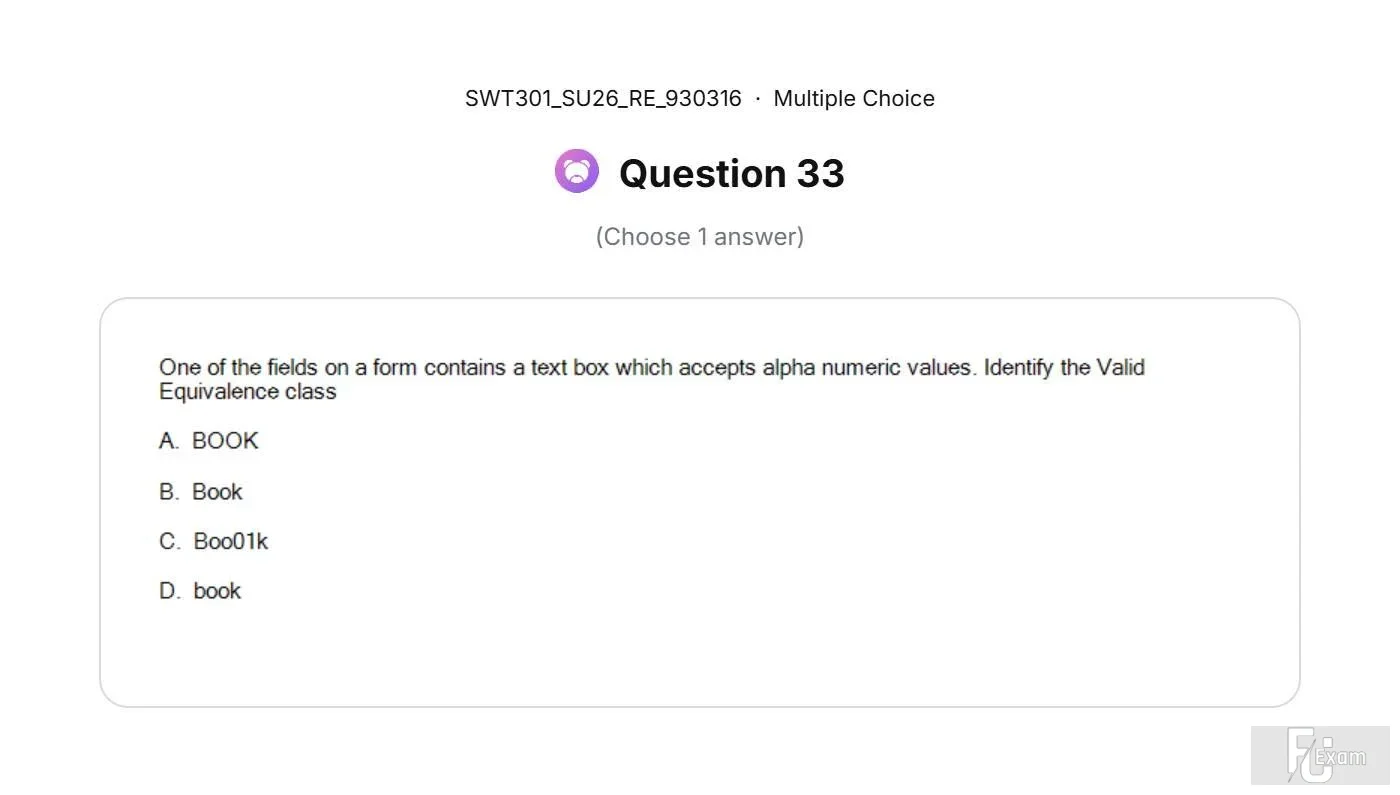 SWT301_SU26_RE_930316 · Multiple Choice
Question 33
(Choose 1 answer)
One of the fields on a form contains a text box which accepts alpha numeric values. Identify the Valid
Equivalence class
A. BOOK
B. Book
C. Boo01k
D. book
FU Exam